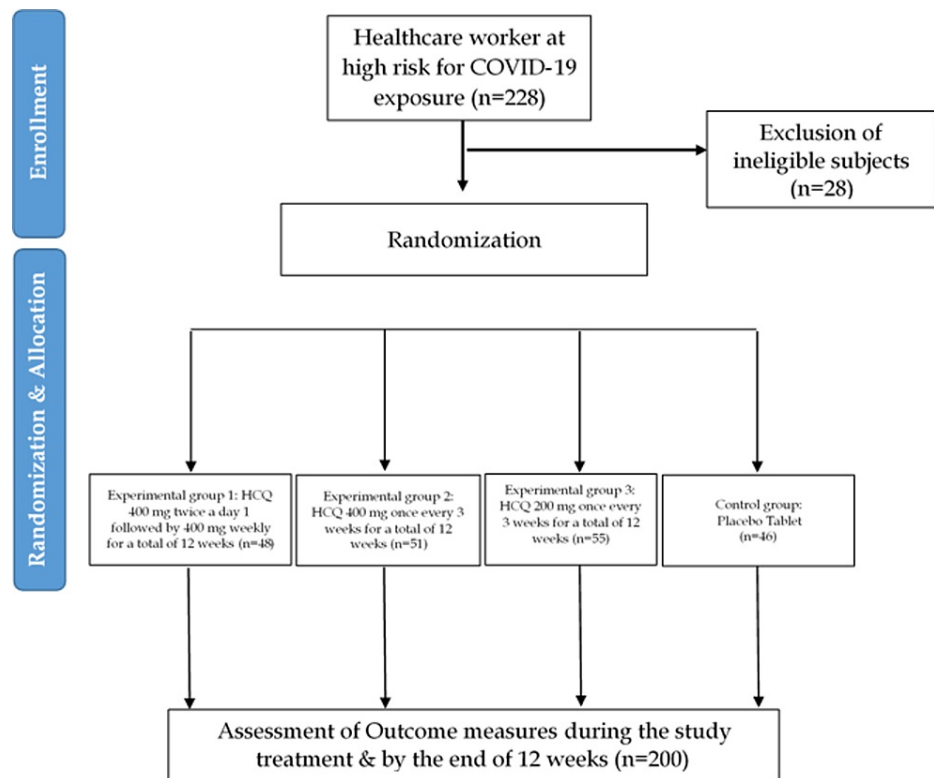 Enrollment
Healthcare worker at
high risk for COVID-19
exposure (n=228)
Exclusion of
ineligible subjects
(n=28)
Randomization
Randomization & Allocation
Experimental group 1: HCQ
400 mg twice a day 1
followed by 400 mg weekly
for a total of 12 weeks (n=48)
Experimental group 2:
HCQ 400 mg once every 3
weeks for a total of 12
weeks (n=51)
Experimental group 3:
HCQ 200 mg once every
3 weeks for a total of 12
weeks (n=55)
Control group:
Placebo Tablet
(n=46)
Assessment of Outcome measures during the study
treatment & by the end of 12 weeks (n=200)